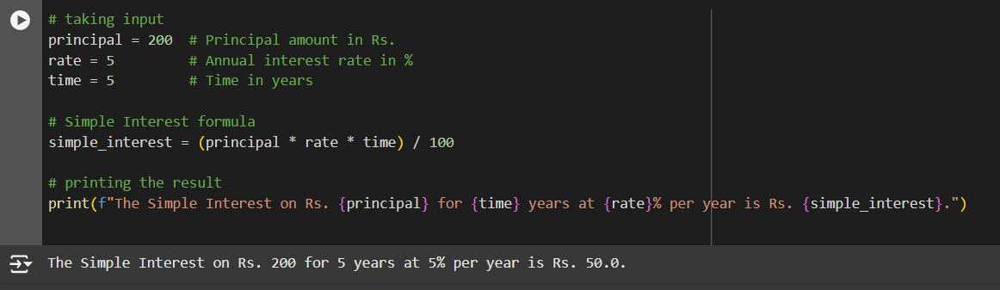 # taking input
principal = 200  # Principal amount in Rs.
rate = 5         # Annual interest rate in %
time = 5         # Time in years

# Simple Interest formula
simple_interest = (principal * rate * time) / 100

# printing the result
print(f"The Simple Interest on Rs. {principal} for {time} years at {rate}% per year is Rs. {simple_interest}.")
The Simple Interest on Rs. 200 for 5 years at 5% per year is Rs. 50.0.